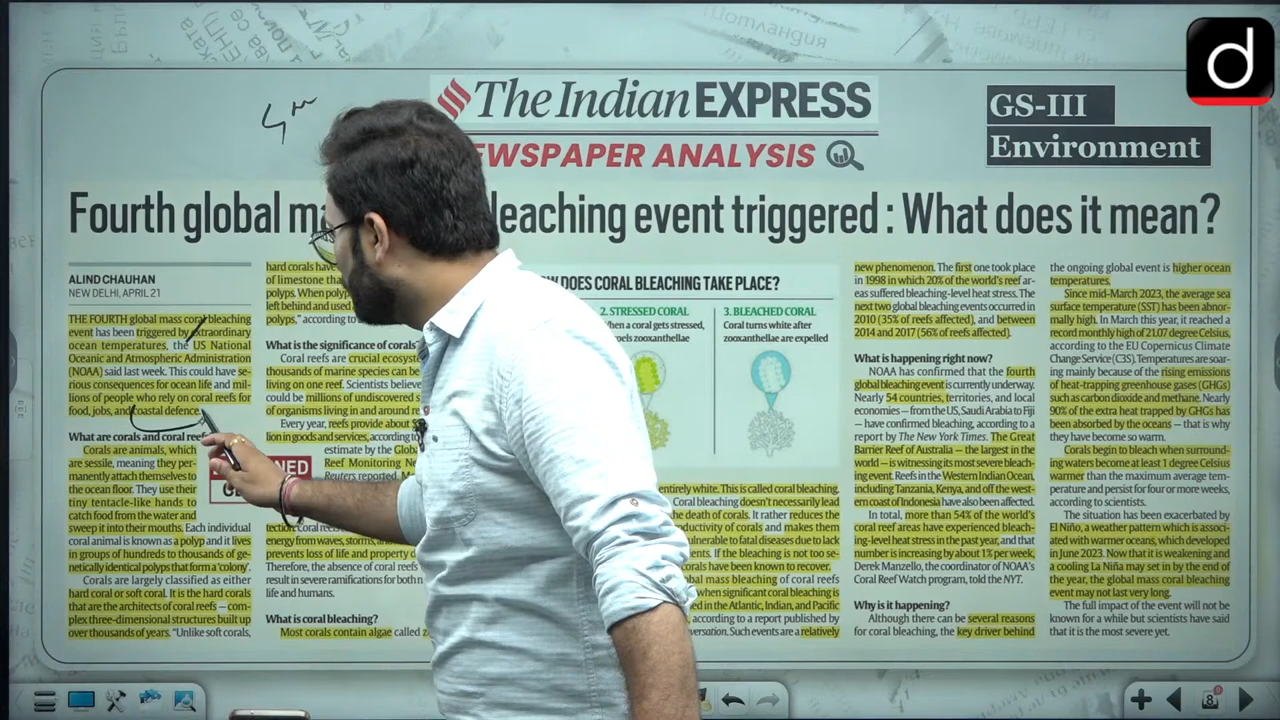 d
The Indian EXPRESS
EWSPAPER ANALYSIS
GS-III
Environment
Fourth global ma leaching event triggered : What does it mean?
ALIND CHAUHAN
NEW DELHI, APRIL 21
THE FOURTH global mass coral bleaching
event has been triggered by extraordinary
ocean temperatures, the US National
Oceanic and Atmospheric Administration
(NOAA) said last week. This could have se-
rious consequences for ocean life and mil-
lions of people who rely on coral reefs for
food, jobs, and coastal defence.
What are corals and coral ree
Corals are animals, which
are sessile, meaning they per-
manently attach themselves to
the ocean floor. They use their
tiny tentacle-like hands to
catch food from the water and
sweep it into their mouths. Each individual
coral animal is known as a polyp and it lives
in groups of hundreds to thousands of ge-
netically identical polyps that form a 'colony'.
Corals are largely classified as either
hard coral or soft coral. It is the hard corals
that are the architects of coral reefs — com-
plex three-dimensional structures built up
over thousands of years. "Unlike soft corals,
hard corals have
of limestone tha
polyps. When polyp
left behind and used
polyps," according to
What is the significance of corals
Coral reefs are crucial ecosyste
thousands of marine species can be
living on one reef. Scientists believe
could be millions of undiscovered s
of organisms living in and around re
Every year, reefs provide about $
lion in goods and services, according to
estimate by the Globa
Reef Monitoring Ne
Reuters reported. M
NED
tection. Coral ree
energy from waves, storms, an
prevents loss of life and property o
Therefore, the absence of coral reefs
result in severe ramifications for both n
life and humans.
What is coral bleaching?
Most corals contain algae called z
OW DOES CORAL BLEACHING TAKE PLACE?
2. STRESSED CORAL
hen a coral gets stressed,
pels zooxanthellae
3. BLEACHED CORAL
Coral turns white after
zooxanthellae are expelled
entirely white. This is called coral bleaching.
Coral bleaching doesn't necessarily lead
the death of corals. It rather reduces the
ductivity of corals and makes them
ulnerable to fatal diseases due to lack
ents. If the bleaching is not too se-
orals have been known to recover.
bal mass bleaching of coral reefs
when significant coral bleaching is
ed in the Atlantic, Indian, and Pacific
, according to a report published by
versation. Such events are a relatively
new phenomenon. The first one took place
in 1998 in which 20% of the world's reef ar-
eas suffered bleaching-level heat stress. The
next two global bleaching events occurred in
2010 (35% of reefs affected), and between
2014 and 2017 (56% of reefs affected).
What is happening right now?
NOAA has confirmed that the fourth
global bleaching event is currently underway.
Nearly 54 countries, territories, and local
economies — from the US, Saudi Arabia to Fiji
— have confirmed bleaching, according to a
report by The New York Times. The Great
Barrier Reef of Australia — the largest in the
world — is witnessing its most severe bleach-
ing event. Reefs in the Western Indian Ocean,
including Tanzania, Kenya, and off the west-
ern coast of Indonesia have also been affected.
In total, more than 54% of the world's
coral reef areas have experienced bleach-
ing-level heat stress in the past year, and that
number is increasing by about 1% per week,
Derek Manzello, the coordinator of NOAA's
Coral Reef Watch program, told the NYT.
Why is it happening?
Although there can be several reasons
for coral bleaching, the key driver behind
the ongoing global event is higher ocean
temperatures.
Since mid-March 2023, the average sea
surface temperature (SST) has been abnor-
mally high. In March this year, it reached a
record monthly high of 21.07 degree Celsius,
according to the EU Copernicus Climate
Change Service (C3S). Temperatures are soar-
ing mainly because of the rising emissions
of heat-trapping greenhouse gases (GHGs)
such as carbon dioxide and methane. Nearly
90% of the extra heat trapped by GHGs has
been absorbed by the oceans — that is why
they have become so warm.
Corals begin to bleach when surround-
ing waters become at least 1 degree Celsius
warmer than the maximum average tem-
perature and persist for four or more weeks,
according to scientists.
The situation has been exacerbated by
El Niño, a weather pattern which is associ-
ated with warmer oceans, which developed
in June 2023. Now that it is weakening and
a cooling La Niña may set in by the end of
the year, the global mass coral bleaching
event may not last very long.
The full impact of the event will not be
known for a while but scientists have said
that it is the most severe yet.
8